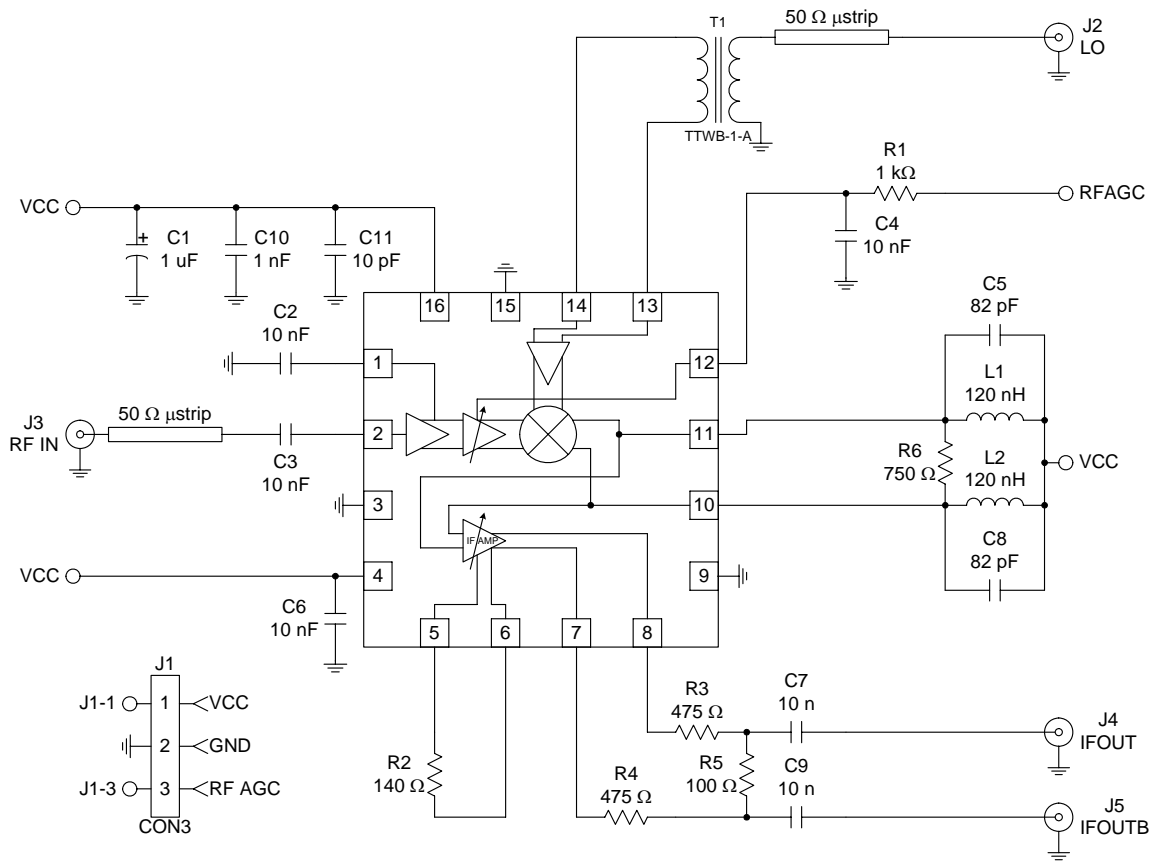 50 Ω μstrip
T1
J2
LO
TTWB-1-A
R1
1 kΩ
RFAGC
VCC
C4
10 nF
C1
1 uF
+
C10
1 nF
C11
10 pF
C5
82 pF
16
15
14
13
C2
10 nF
1
12
L1
120 nH
J3
RF IN
50 Ω μstrip
2
11
C3
10 nF
R6
750 Ω
L2
120 nH
VCC
3
10
IF AMP
C8
82 pF
VCC
4
9
C6
10 nF
5
6
7
8
J1
J1-1
1
VCC
2
GND
J1-3
3
RF AGC
CON3
R3
475 Ω
C7
10 n
J4
IFOUT
R2
140 Ω
R4
475 Ω
R5
100 Ω
C9
10 n
J5
IFOUTB